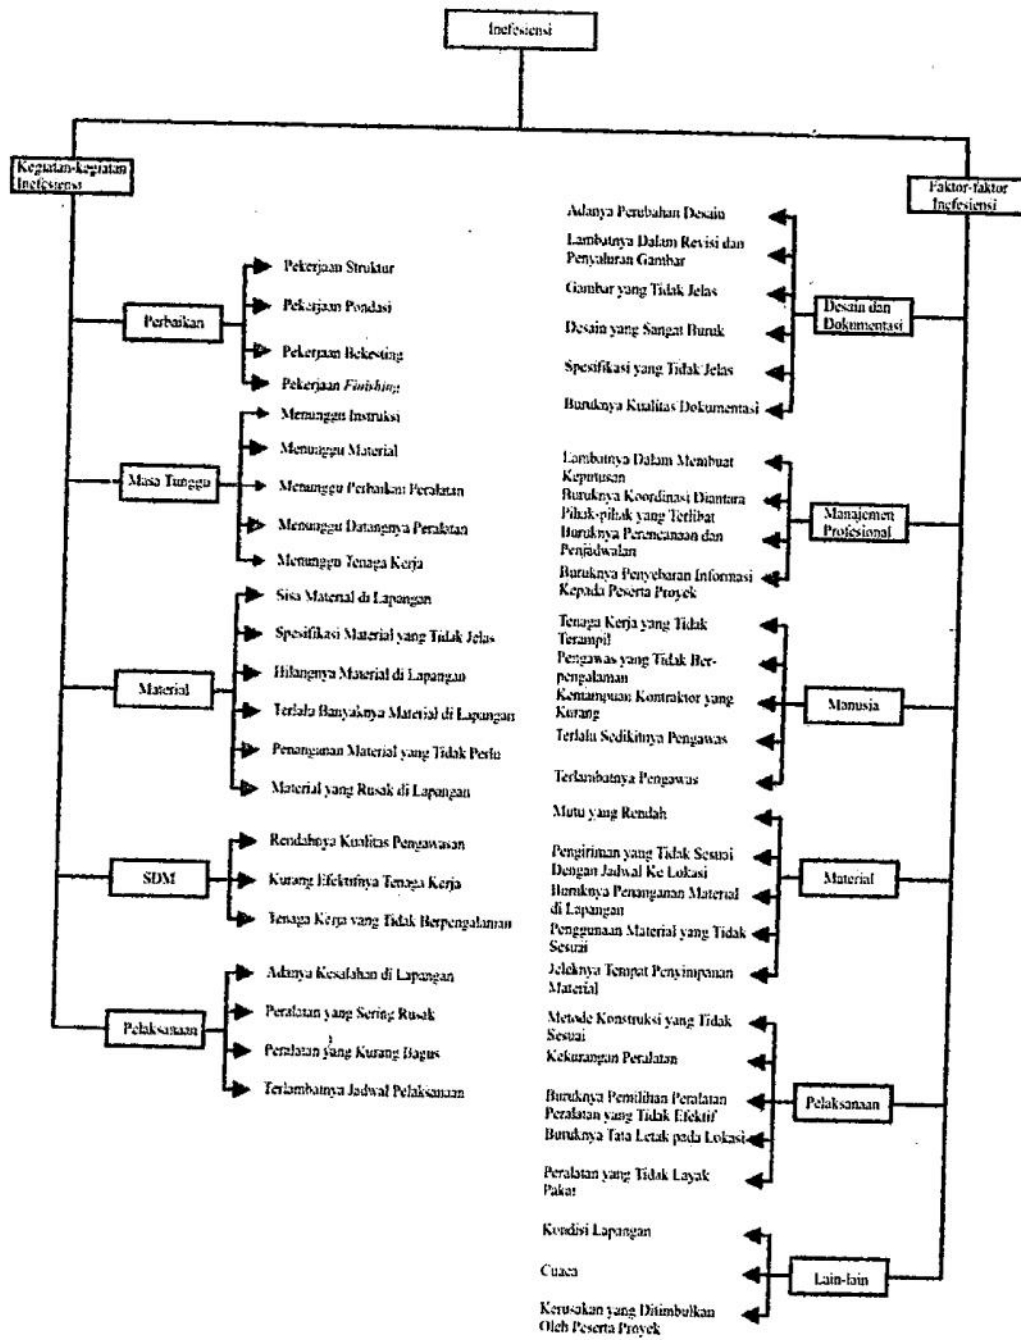 Inefesiensi
Kegiatan-kegiatan
Inefesiensi
Perbaikan
Pekerjaan Struktur
Pekerjaan Pondasi
Pekerjaan Bekesting
Pekerjaan Finishing
Masa Tunggu
Menunggu Instruksi
Menunggu Material
Menunggu Perbaikan Peralatan
Menunggu Datangnya Peralatan
Menunggu Tenaga Kerja
Material
Sisa Material di Lapangan
Spesifikasi Material yang Tidak Jelas
Hilangnya Material di Lapangan
Terlalu Banyaknya Material di Lapangan
Penanganan Material yang Tidak Perlu
Material yang Rusak di Lapangan
SDM
Rendahnya Kualitas Pengawasan
Kurang Efektifnya Tenaga Kerja
Tenaga Kerja yang Tidak Berpengalaman
Pelaksanaan
Adanya Kesalahan di Lapangan
Peralatan yang Sering Rusak
Peralatan yang Kurang Bagus
Terlambatnya Jadwal Pelaksanaan
Faktor-faktor
Inefesiensi
Desain dan
Dokumentasi
Adanya Perubahan Desain
Lambatnya Dalam Revisi dan
Penyaluran Gambar
Gambar yang Tidak Jelas
Desain yang Sangat Buruk
Spesifikasi yang Tidak Jelas
Buruknya Kualitas Dokumentasi
Manajemen
Profesional
Lambatnya Dalam Membuat
Keputusan
Buruknya Koordinasi Diantara
Pihak-pihak yang Terlibat
Buruknya Perencanaan dan
Penjadwalan
Buruknya Penyebaran Informasi
Kepada Peserta Proyek
Manusia
Tenaga Kerja yang Tidak
Terampil
Pengawas yang Tidak Ber-
pengalaman
Kemampuan Kontraktor yang
Kurang
Terlalu Sedikitnya Pengawas
Terlambatnya Pengawas
Material
Mutu yang Rendah
Pengiriman yang Tidak Sesuai
Dengan Jadwal Ke Lokasi
Buruknya Penanganan Material
di Lapangan
Penggunaan Material yang Tidak
Sesuai
Jeleknya Tempat Penyimpanan
Material
Pelaksanaan
Metode Konstruksi yang Tidak
Sesuai
Kekurangan Peralatan
Buruknya Pemilihan Peralatan
Peralatan yang Tidak Efektif
Buruknya Tata Letak pada Lokasi
Peralatan yang Tidak Layak
Pakai
Lain-lain
Kondisi Lapangan
Cuaca
Kerusakan yang Ditimbulkan
Oleh Peserta Proyek